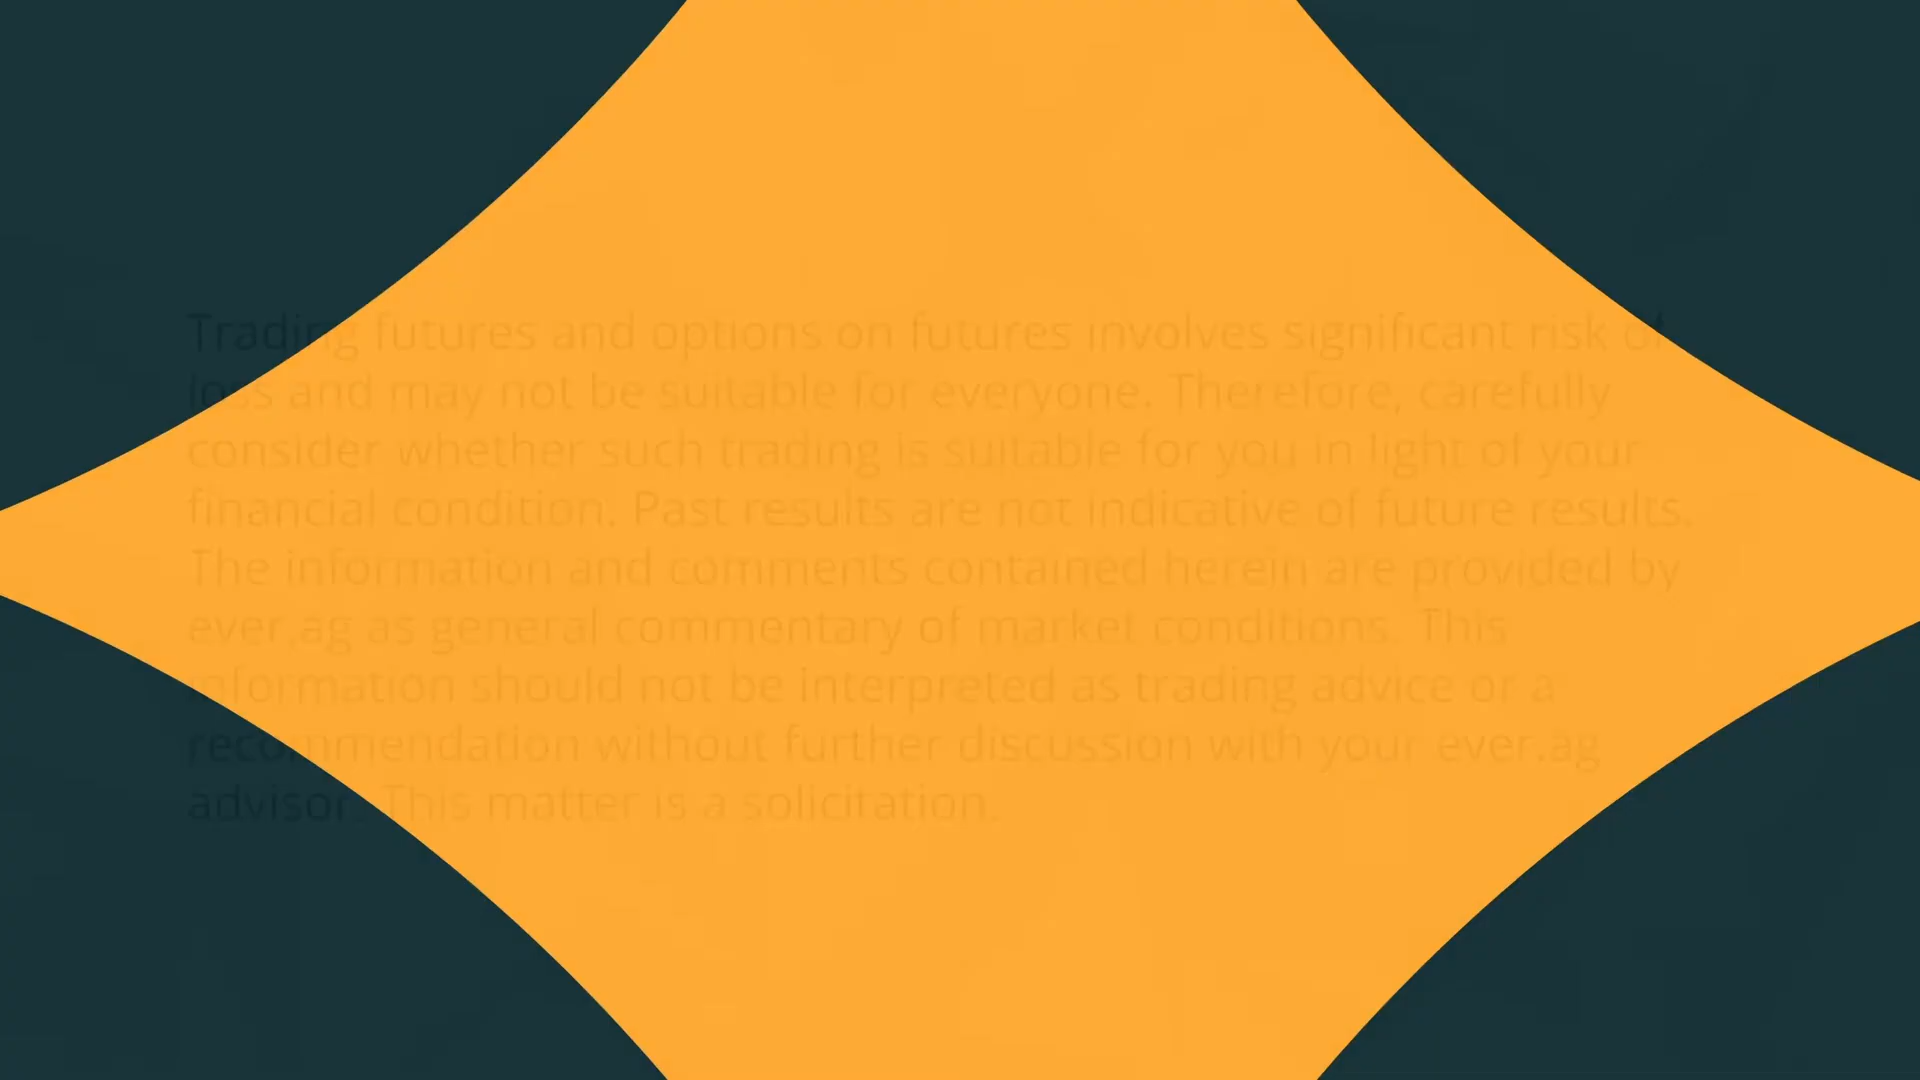 Trading futures and options on futures involves significant risk of
loss and may not be suitable for everyone. Therefore, carefully
consider whether such trading is suitable for you in light of your
financial condition. Past results are not indicative of future results.
The information and comments contained herein are provided by
ever.ag as general commentary of market conditions. This
information should not be interpreted as trading advice or a
recommendation without further discussion with your ever.ag
advisor. This matter is a solicitation.